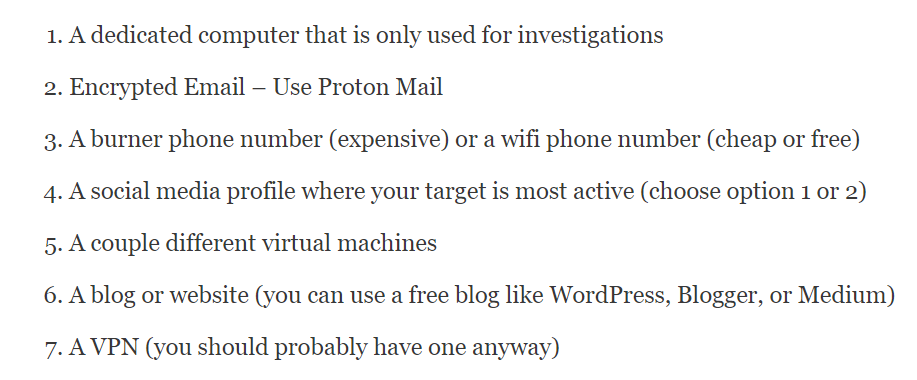 1. A dedicated computer that is only used for investigations
2. Encrypted Email – Use Proton Mail
3. A burner phone number (expensive) or a wifi phone number (cheap or free)
4. A social media profile where your target is most active (choose option 1 or 2)
5. A couple different virtual machines
6. A blog or website (you can use a free blog like WordPress, Blogger, or Medium)
7. A VPN (you should probably have one anyway)